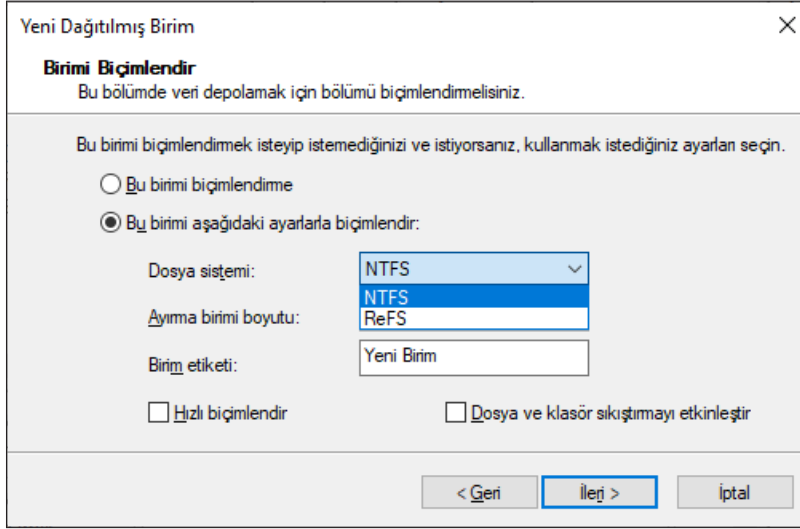 Yeni Dağıtılmış Birim
Birimi Biçimlendir
Bu bölümde veri depolamak için bölümü biçimlendirmelisiniz.
Bu birimi biçimlendirmek isteyip istemediğinizi ve istiyorsanız, kullanmak istediğiniz ayarları seçin.
Bu birimi biçimlendirme
Bu birimi aşağıdaki ayarlarla biçimlendir:
Dosya sistemi: NTFS
NTFS
Ayırma birimi boyutu: ReFS
Birim etiketi: Yeni Birim
Hızlı biçimlendir Dosya ve klasör sıkıştırmayı etkinleştir
< Geri İleri > İptal